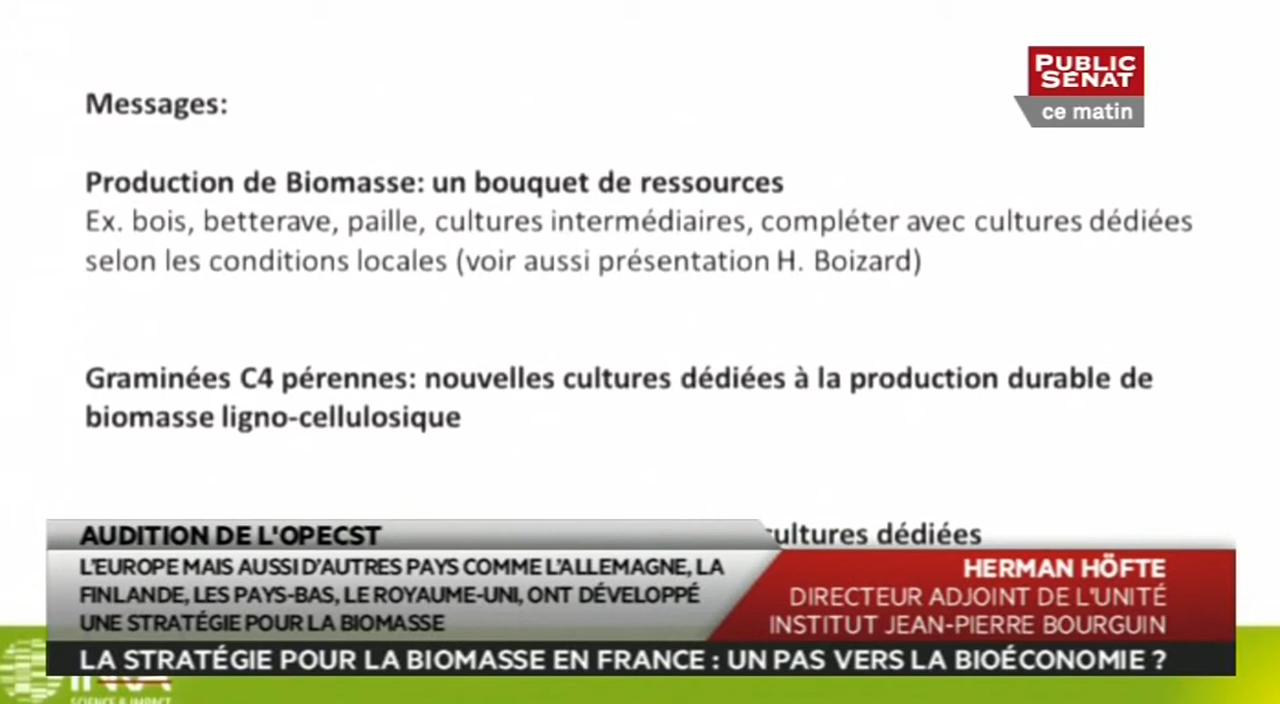 PUBLIC
SÉNAT
ce matin
Messages:
Production de Biomasse: un bouquet de ressources
Ex. bois, betterave, paille, cultures intermédiaires, compléter avec cultures dédiées
selon les conditions locales (voir aussi présentation H. Boizard)
Graminées C4 pérennes: nouvelles cultures dédiées à la production durable de
biomasse ligno-cellulosique
dédiées
AUDITION DE L'OPECST
L'EUROPE MAIS AUSSI D'AUTRES PAYS COMME L'ALLEMAGNE, LA
FINLANDE, LES PAYS-BAS, LE ROYAUME-UNI, ONT DÉVELOPPÉ
UNE STRATÉGIE POUR LA BIOMASSE
HERMAN HÖFTE
DIRECTEUR ADJOINT DE L'UNITÉ
INSTITUT JEAN-PIERRE BOURGUIN
LA STRATÉGIE POUR LA BIOMASSE EN FRANCE : UN PAS VERS LA BIOÉCONOMIE ?
SCIENCE & IMPACT